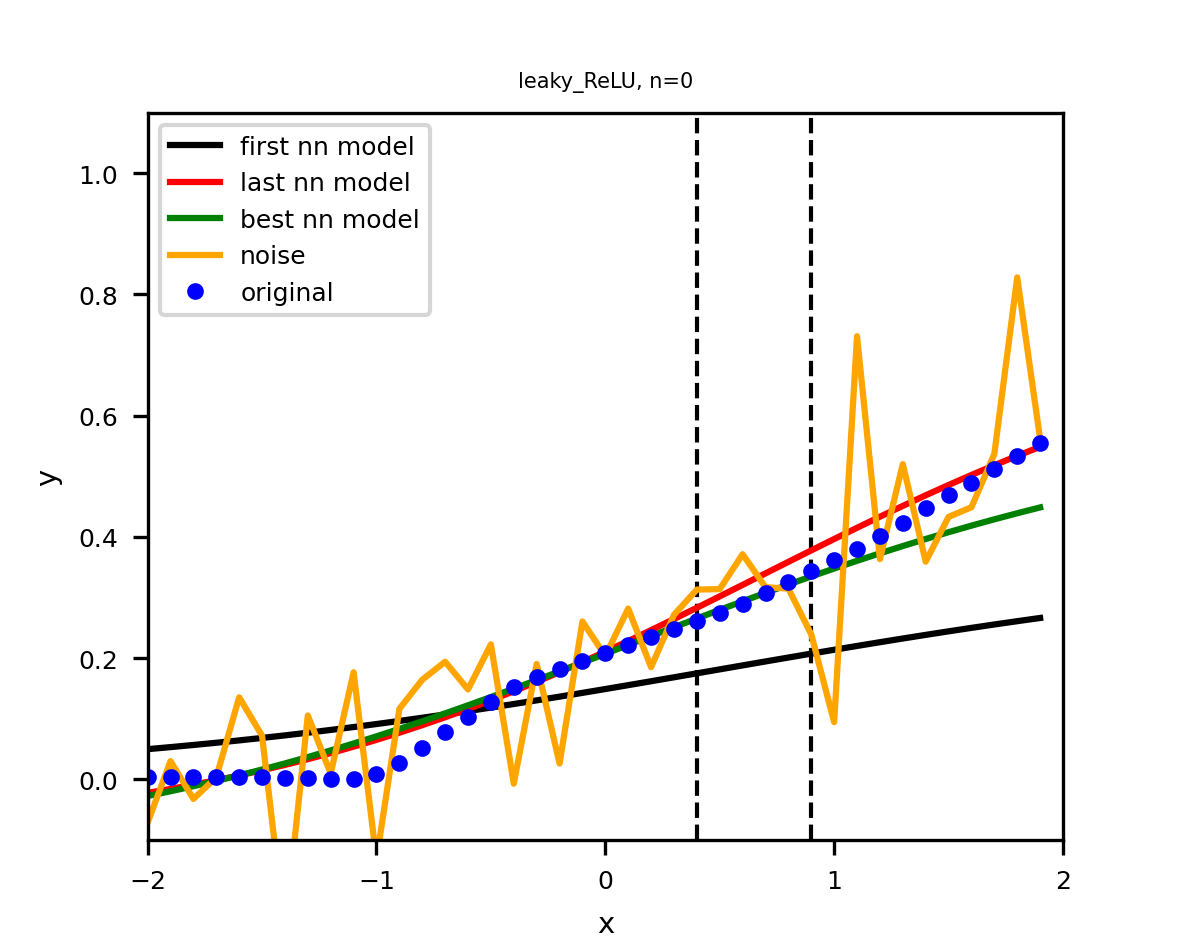 leaky_ReLU, n=0
first nn model
last nn model
best nn model
noise
original
1.0
0.8
0.6
0.4
0.2
0.0
y
−2
−1
0
1
2
x